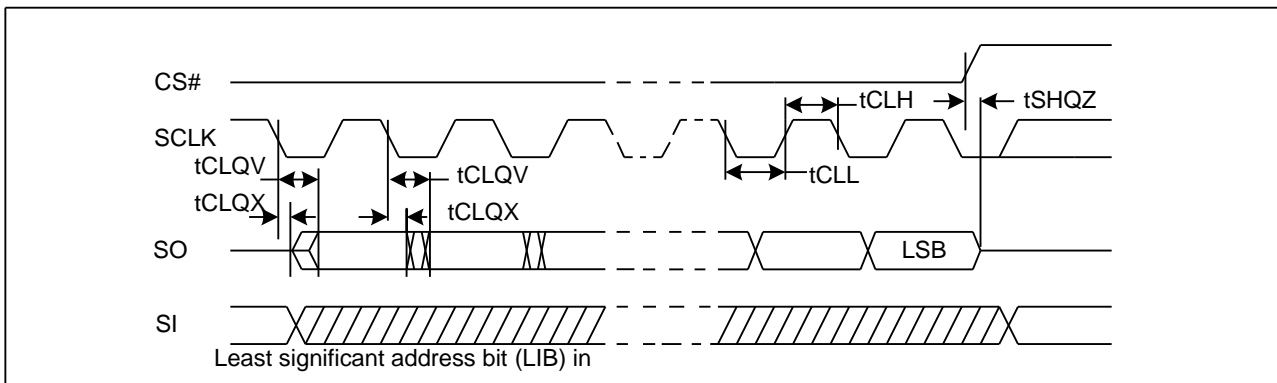 CS#
tCLH
tSHQZ
SCLK
tCLQV
tCLQV
tCLL
tCLQX
tCLQX
SO
LSB
SI
Least significant address bit (LIB) in